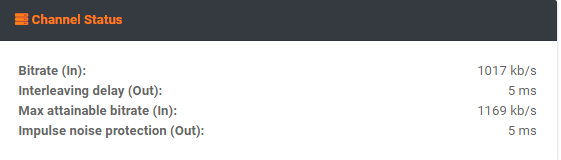 Channel Status
Bitrate (In): 1017 kb/s
Interleaving delay (Out): 5 ms
Max attainable bitrate (In): 1169 kb/s
Impulse noise protection (Out): 5 ms